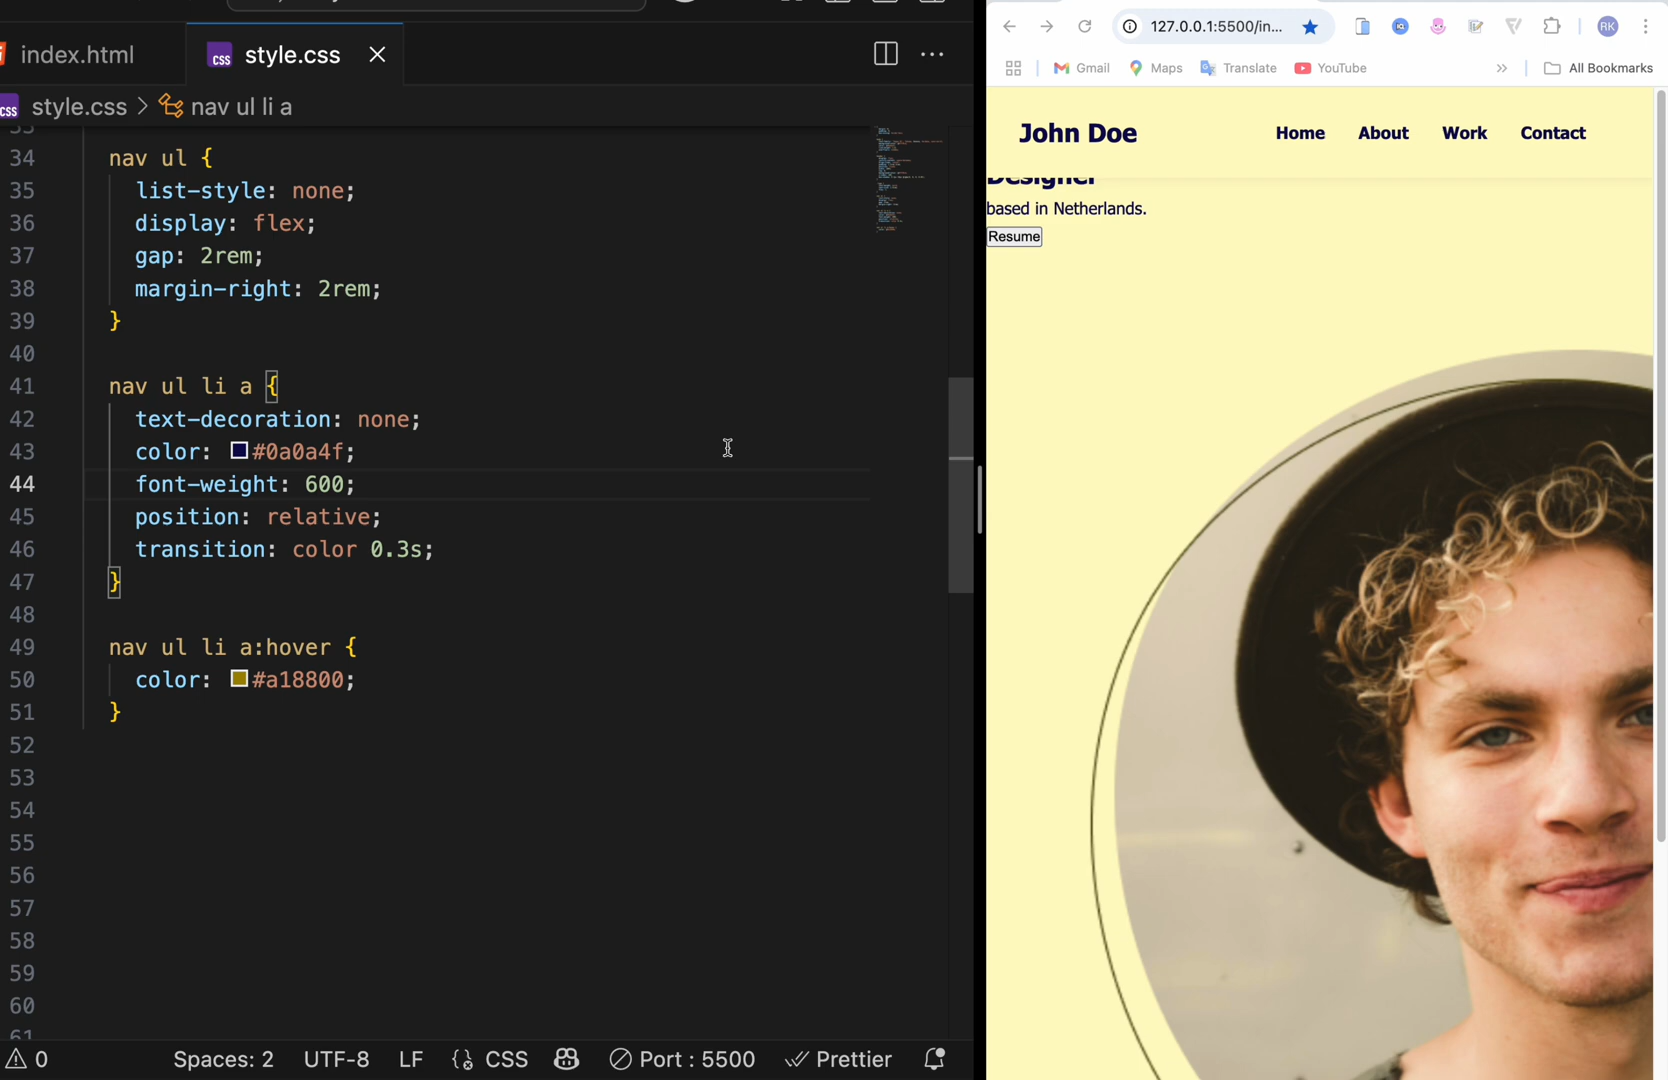 index.html
style.css
style.css > nav ul li a
34 nav ul {
35 list-style: none;
36 display: flex;
37 gap: 2rem;
38 margin-right: 2rem;
39 }
40
41 nav ul li a {
42 text-decoration: none;
43 color: #0a0a4f;
44 font-weight: 600;
45 position: relative;
46 transition: color 0.3s;
47 }
48
49 nav ul li a:hover {
50 color: #a18800;
51 }
52
53
54
55
56
57
58
59
60
61
0 Spaces: 2 UTF-8 LF CSS Port : 5500 Prettier
127.0.0.1:5500/in... RK
Gmail Maps Translate YouTube » All Bookmarks
John Doe Home About Work Contact
Designer
based in Netherlands.
Resume